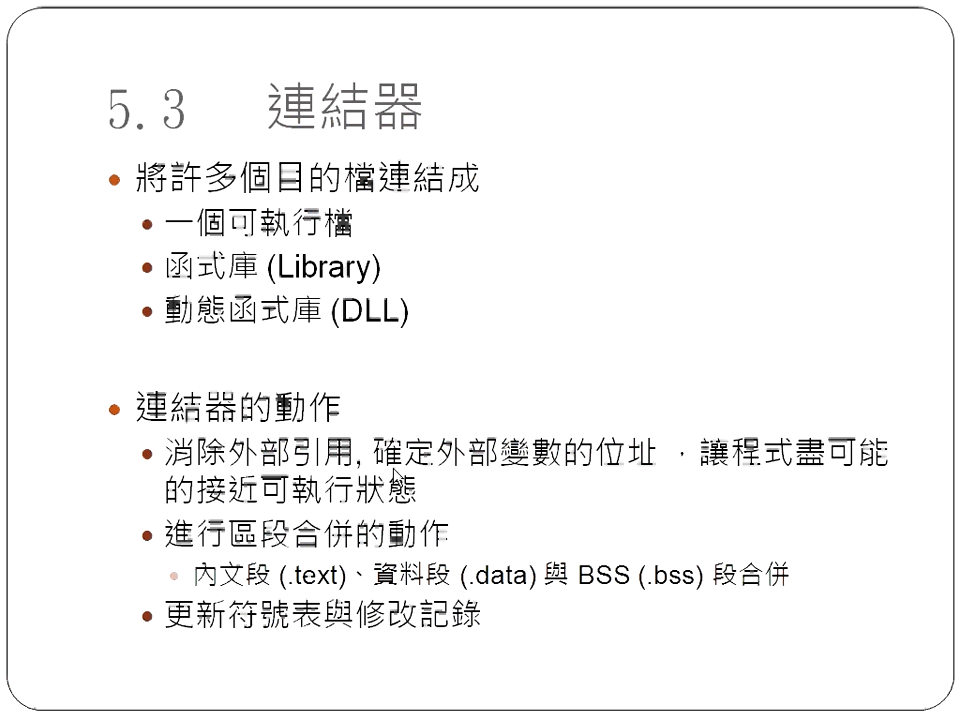 5.3 連結器
將許多個目的檔連結成
一個可執行檔
函式庫 (Library)
動態函式庫 (DLL)
連結器的動作
消除外部引用, 確定外部變數的位址 ，讓程式盡可能
的接近可執行狀態
進行區段合併的動作
內文段 (.text)、資料段 (.data) 與 BSS (.bss) 段合併
更新符號表與修改記錄